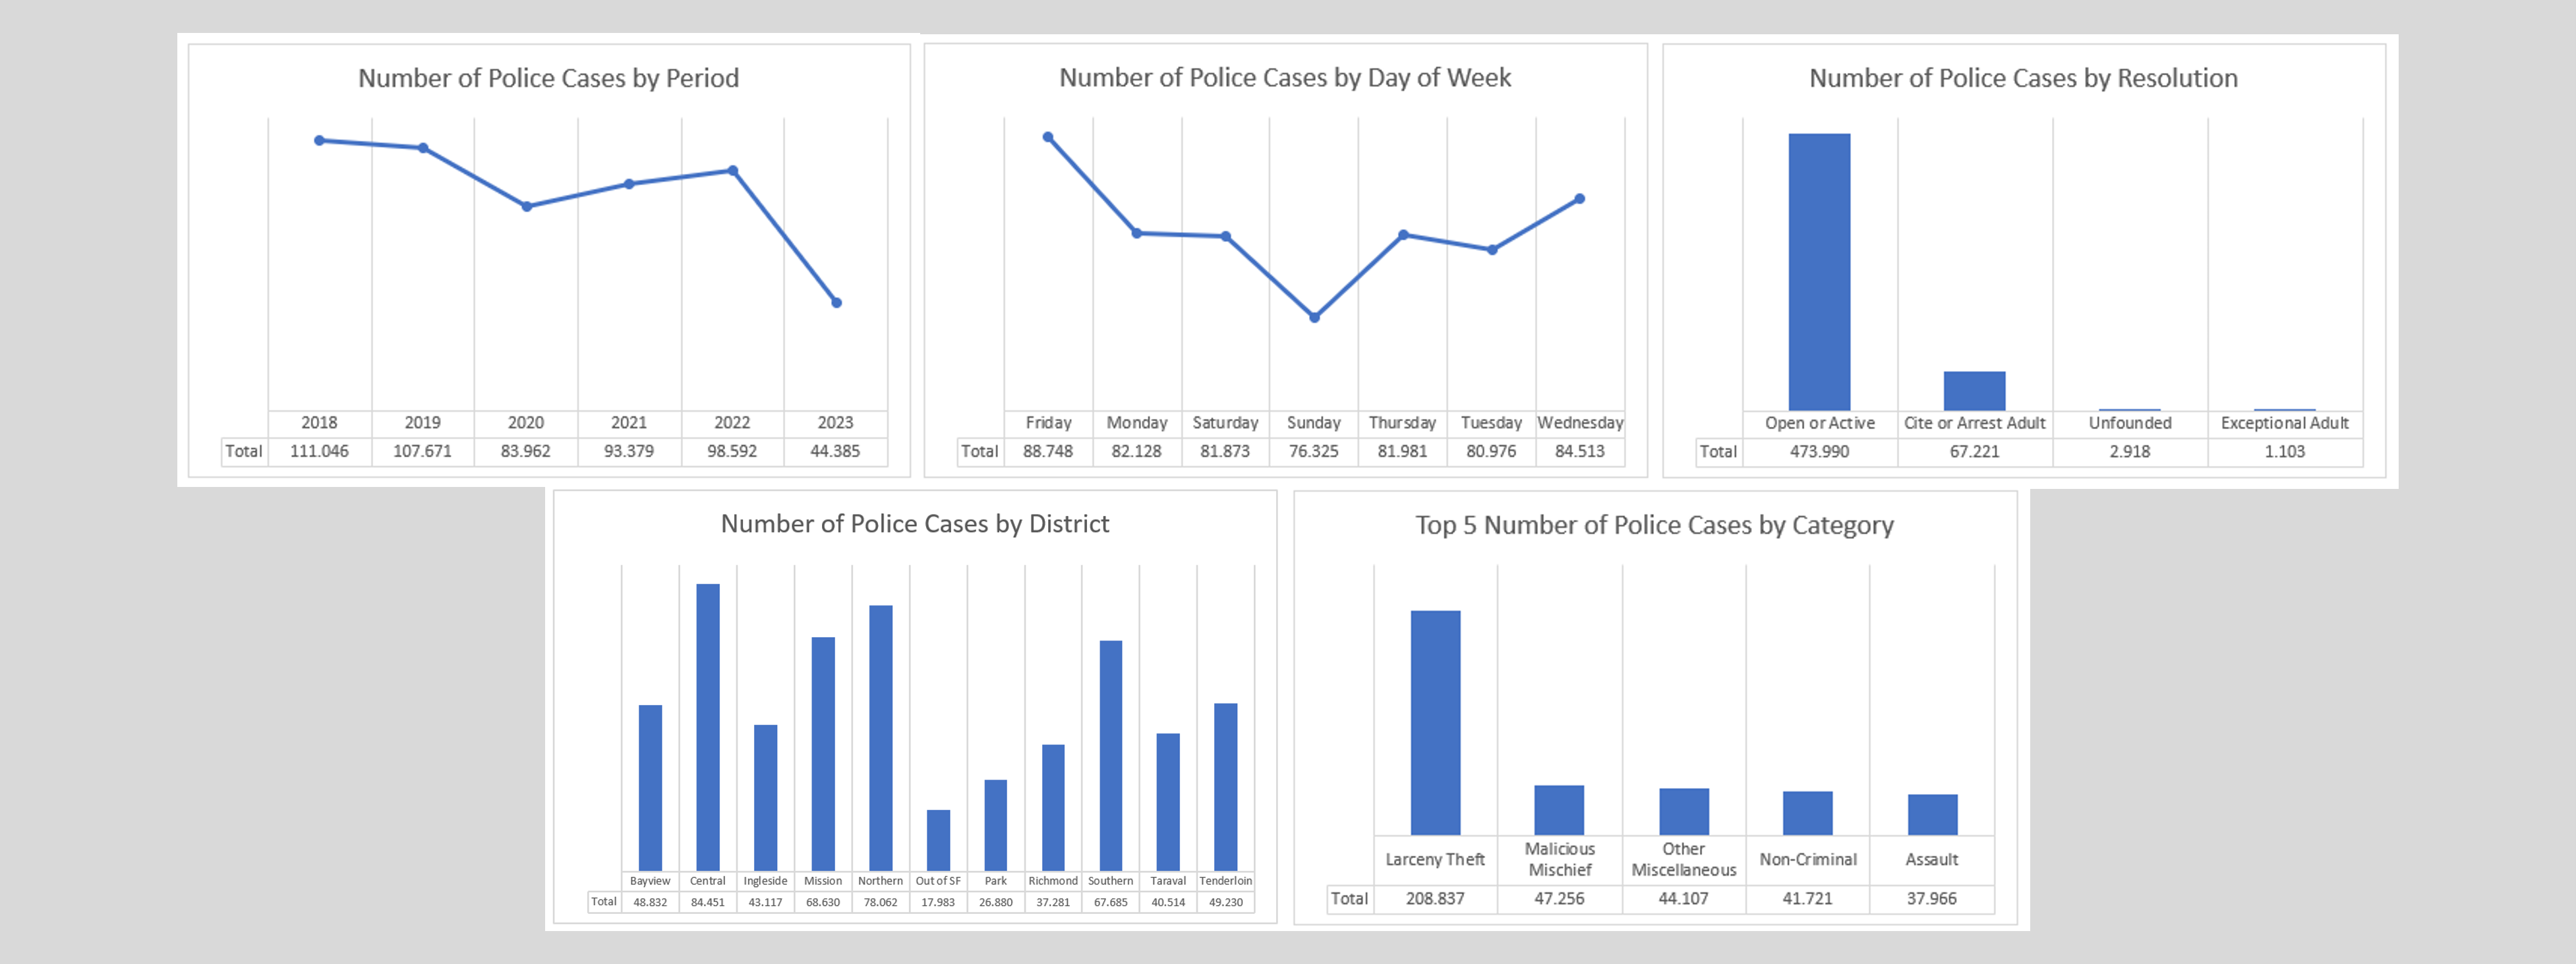 Number of Police Cases by Period
2018 2019 2020 2021 2022 2023
Total 111.046 107.671 83.962 93.379 98.592 44.385
Number of Police Cases by Day of Week
Friday Monday Saturday Sunday Thursday Tuesday Wednesday
Total 88.748 82.128 81.873 76.325 81.981 80.976 84.513
Number of Police Cases by Resolution
Open or Active Cite or Arrest Adult Unfounded Exceptional Adult
Total 473.990 67.221 2.918 1.103
Number of Police Cases by District
Bayview Central Ingleside Mission Northern Out of SF Park Richmond Southern Taraval Tenderloin
Total 48.832 84.451 43.117 68.630 78.062 17.983 26.880 37.281 67.685 40.514 49.230
Top 5 Number of Police Cases by Category
Larceny Theft Malicious Mischief Other Miscellaneous Non-Criminal Assault
Total 208.837 47.256 44.107 41.721 37.966